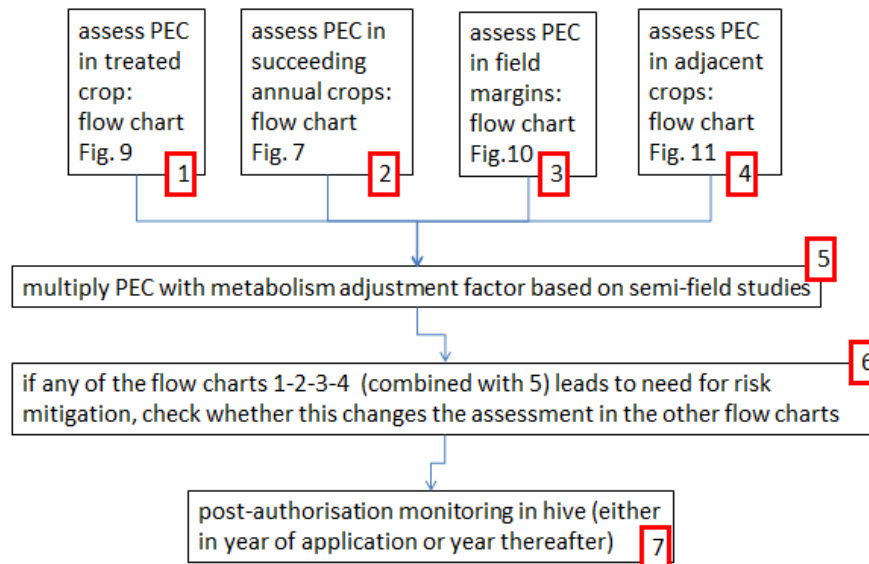 assess PEC
in treated
crop:
flow chart
Fig. 9
1
assess PEC in
succeeding
annual crops:
flow chart
Fig. 7
2
assess PEC
in field
margins:
flow chart
Fig.10
3
assess PEC
in adjacent
crops:
flow chart
Fig. 11
4
multiply PEC with metabolism adjustment factor based on semi-field studies
5
if any of the flow charts 1-2-3-4 (combined with 5) leads to need for risk
mitigation, check whether this changes the assessment in the other flow charts
6
post-authorisation monitoring in hive (either
in year of application or year thereafter)
7